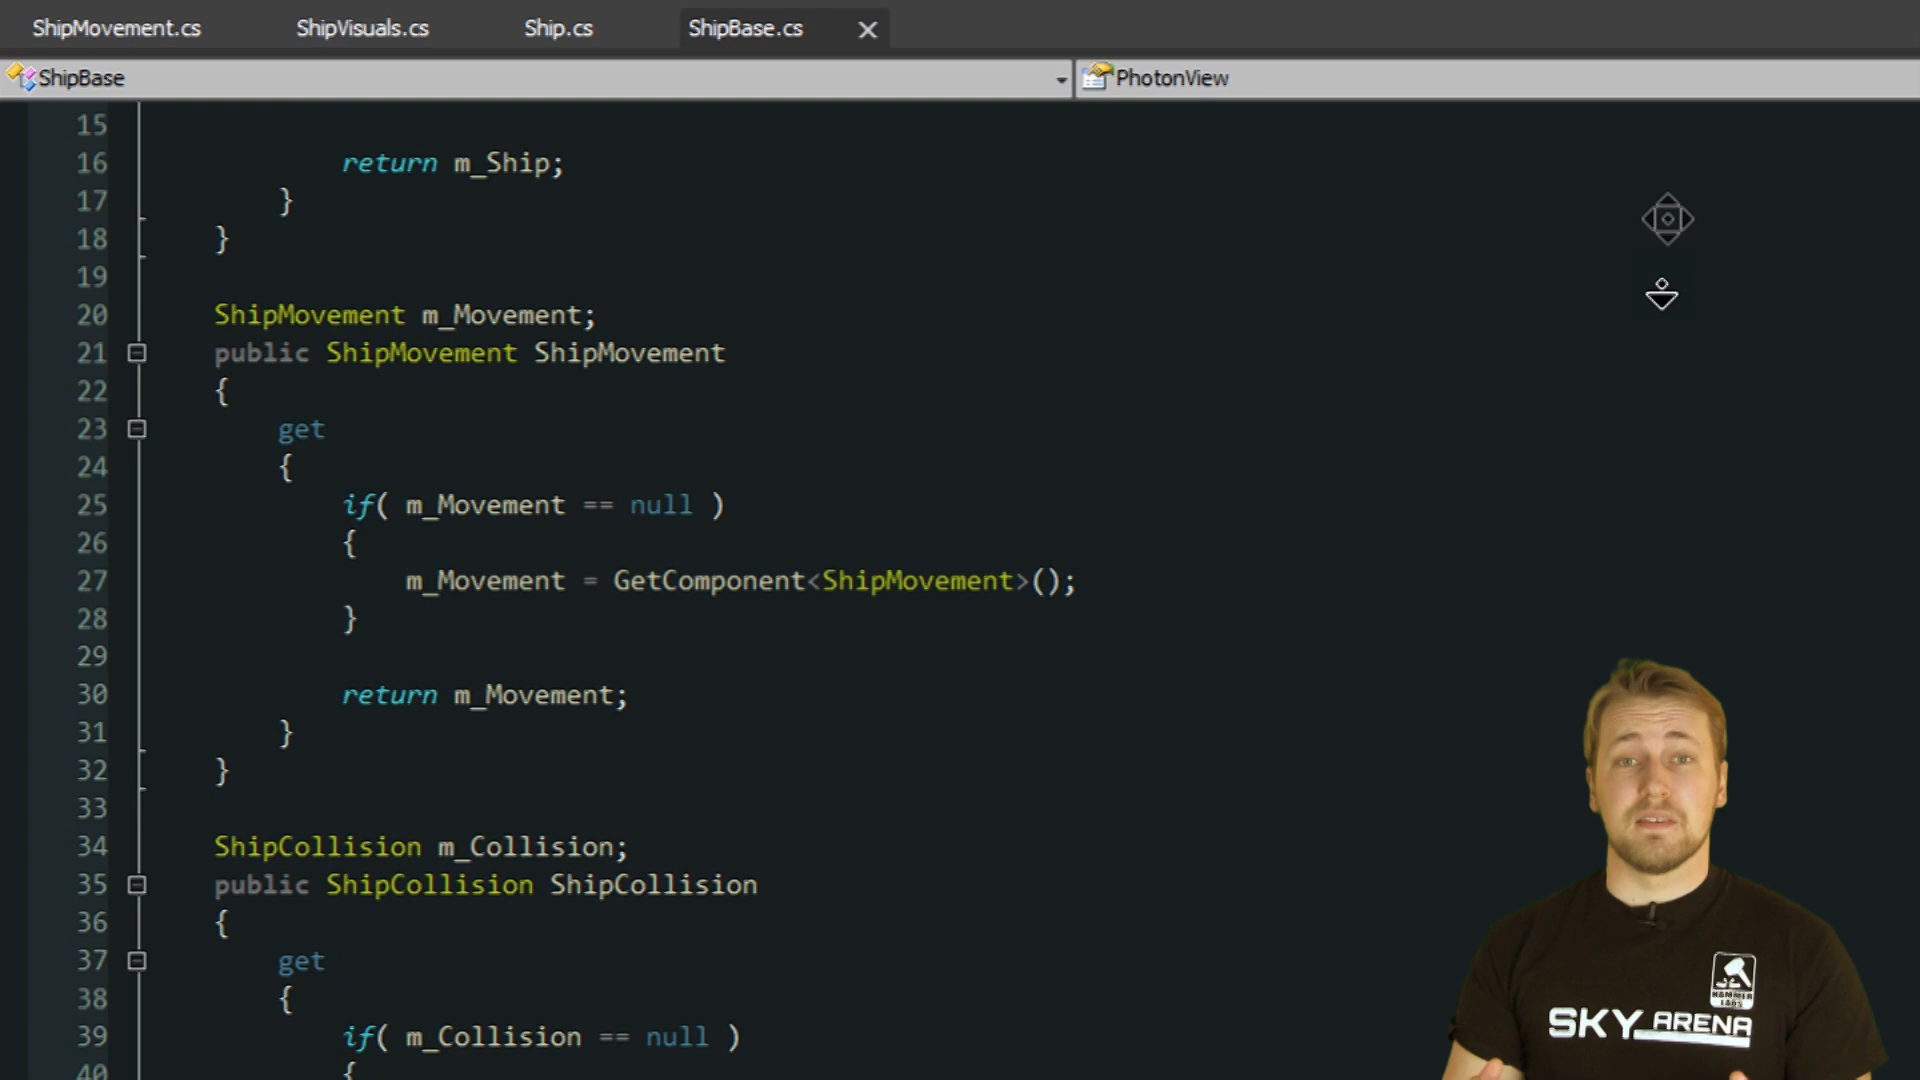 ShipMovement.cs ShipVisuals.cs Ship.cs ShipBase.cs
ShipBase PhotonView
15
16 return m_Ship;
17 }
18 }
19
20 ShipMovement m_Movement;
21 public ShipMovement ShipMovement
22 {
23 get
24 {
25 if( m_Movement == null )
26 {
27 m_Movement = GetComponent<ShipMovement>();
28 }
29
30 return m_Movement;
31 }
32 }
33
34 ShipCollision m_Collision;
35 public ShipCollision ShipCollision
36 {
37 get
38 {
39 if( m_Collision == null )
40 {
HAMMER
LABS
SKY ARENA